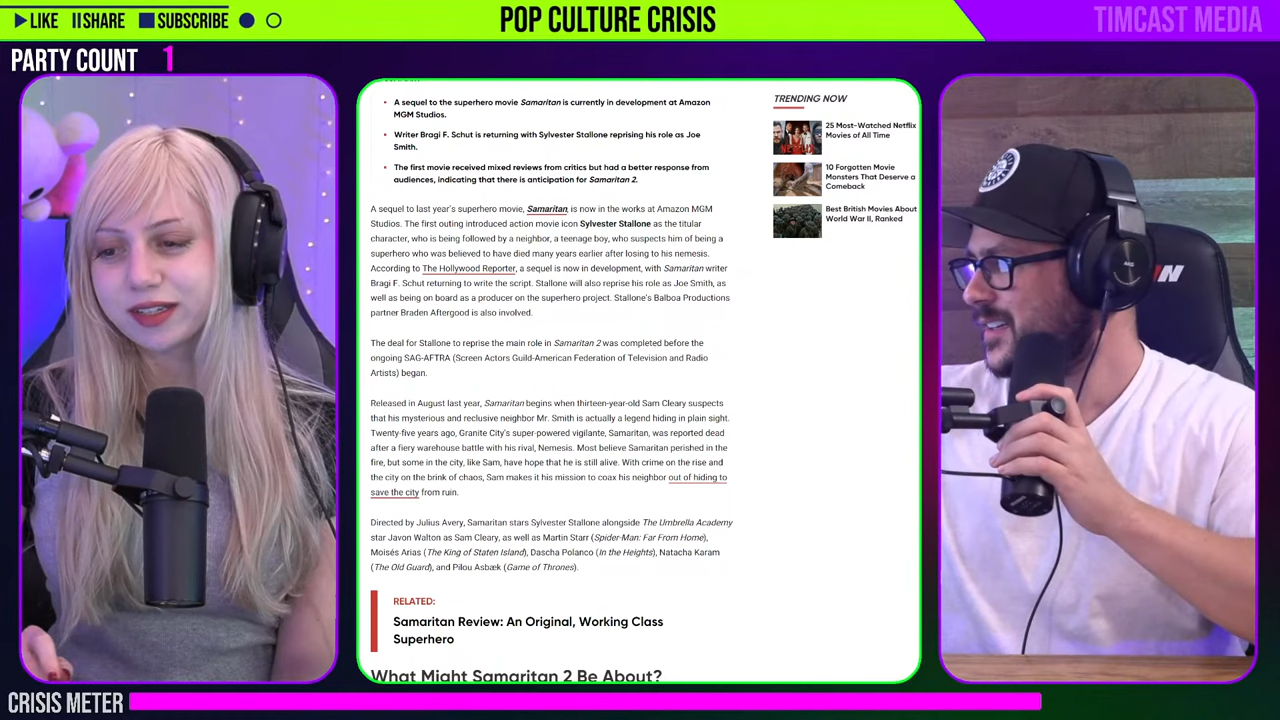 LIKE SHARE SUBSCRIBE
POP CULTURE CRISIS
TIMCAST MEDIA
PARTY COUNT 1
A sequel to the superhero movie Samaritan is currently in development at Amazon
MGM Studios.
Writer Bragi F. Schut is returning with Sylvester Stallone reprising his role as Joe
Smith.
The first movie received mixed reviews from critics but had a better response from
audiences, indicating that there is anticipation for Samaritan 2.
A sequel to last year's superhero movie, Samaritan, is now in the works at Amazon MGM
Studios. The first outing introduced action movie icon Sylvester Stallone as the titular
character, who is being followed by a neighbor, a teenage boy, who suspects him of being a
superhero who was believed to have died many years earlier after losing to his nemesis.
According to The Hollywood Reporter, a sequel is now in development, with Samaritan writer
Bragi F. Schut returning to write the script. Stallone will also reprise his role as Joe Smith, as
well as being on board as a producer on the superhero project. Stallone's Balboa Productions
partner Braden Aftergood is also involved.
The deal for Stallone to reprise the main role in Samaritan 2 was completed before the
ongoing SAG-AFTRA (Screen Actors Guild-American Federation of Television and Radio
Artists) began.
Released in August last year, Samaritan begins when thirteen-year-old Sam Cleary suspects
that his mysterious and reclusive neighbor Mr. Smith is actually a legend hiding in plain sight.
Twenty-five years ago, Granite City's super-powered vigilante, Samaritan, was reported dead
after a fiery warehouse battle with his rival, Nemesis. Most believe Samaritan perished in the
fire, but some in the city, like Sam, have hope that he is still alive. With crime on the rise and
the city on the brink of chaos, Sam makes it his mission to coax his neighbor out of hiding to
save the city from ruin.
Directed by Julius Avery, Samaritan stars Sylvester Stallone alongside The Umbrella Academy
star Javon Walton as Sam Cleary, as well as Martin Starr (Spider-Man: Far From Home),
Moisés Arias (The King of Staten Island), Dascha Polanco (In the Heights), Natacha Karam
(The Old Guard), and Pilou Asbæk (Game of Thrones).
RELATED:
Samaritan Review: An Original, Working Class
Superhero
What Might Samaritan 2 Be About?
TRENDING NOW
25 Most-Watched Netflix
Movies of All Time
10 Forgotten Movie
Monsters That Deserve a
Comeback
Best British Movies About
World War II, Ranked
CRISIS METER